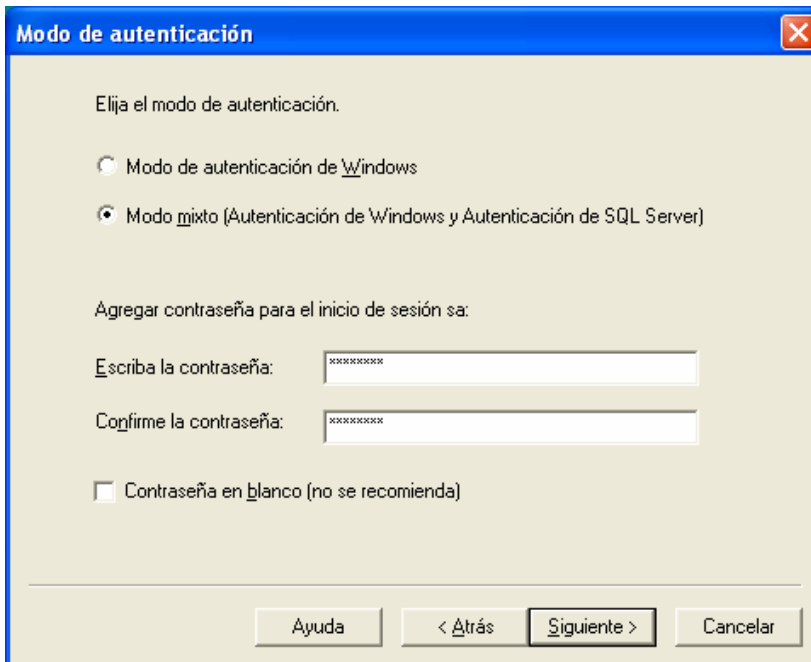 Modo de autenticación
Elija el modo de autenticación.
Modo de autenticación de Windows
Modo mixto (Autenticación de Windows y Autenticación de SQL Server)
Agregar contraseña para el inicio de sesión sa:
Escriba la contraseña: ********
Confirme la contraseña: ********
Contraseña en blanco (no se recomienda)
Ayuda < Atrás Siguiente > Cancelar